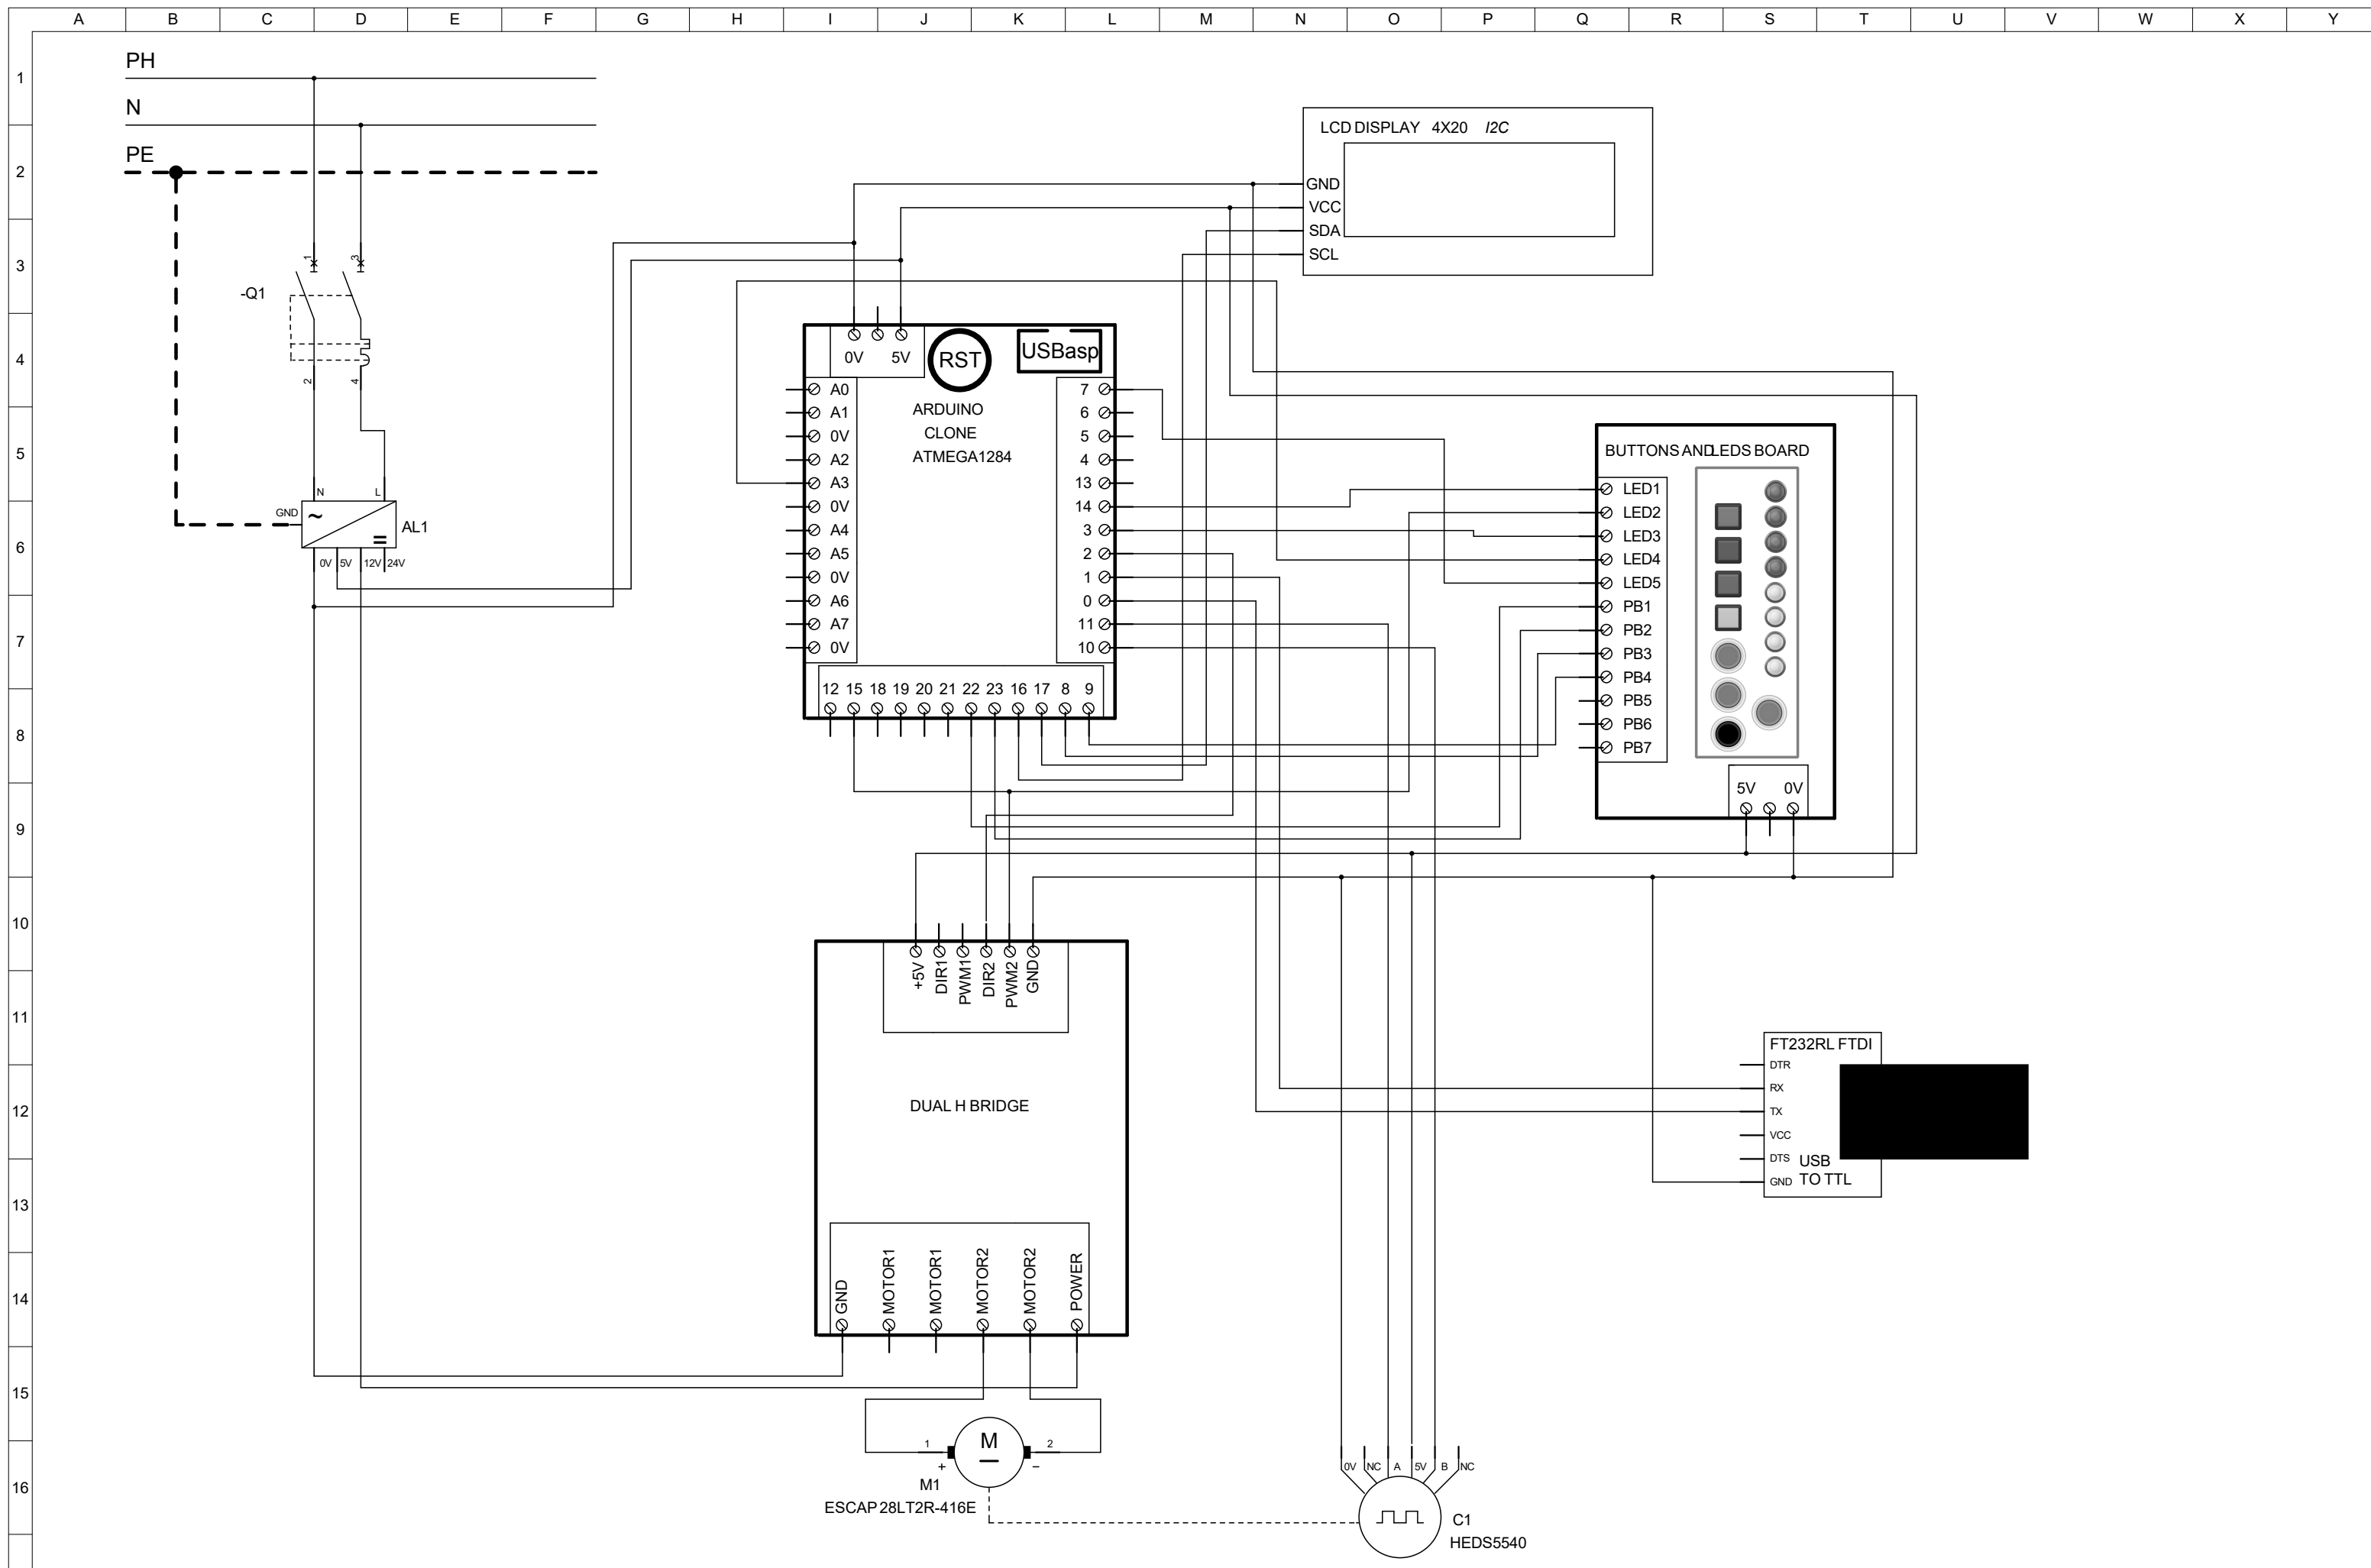 A B C D E F G H I J K L M N O P Q R S T U V W X Y
1
2
3
4
5
6
7
8
9
10
11
12
13
14
15
16
PH
N
PE
-Q1
1
3
2
4
N
L
GND
~
=
AL1
0V
5V
12V
24V
LCD DISPLAY 4X20 I2C
GND
VCC
SDA
SCL
0V
5V
RST
USBasp
ARDUINO
CLONE
ATMEGA1284
A0
A1
0V
A2
A3
0V
A4
A5
0V
A6
A7
0V
7
6
5
4
13
14
3
2
1
0
11
10
12 15 18 19 20 21 22 23 16 17 8 9
BUTTONS AND LEDS BOARD
LED1
LED2
LED3
LED4
LED5
PB1
PB2
PB3
PB4
PB5
PB6
PB7
5V
0V
+5V
DIR1
PWM1
DIR2
PWM2
GND
DUAL H BRIDGE
GND
MOTOR1
MOTOR1
MOTOR2
MOTOR2
POWER
FT232RL FTDI
DTR
RX
TX
VCC
DTS
GND
USB
TO TTL
1
2
M
+
−
M1
ESCAP 28LT2R-416E
0V
NC
A
5V
B
NC
C1
HEDS5540